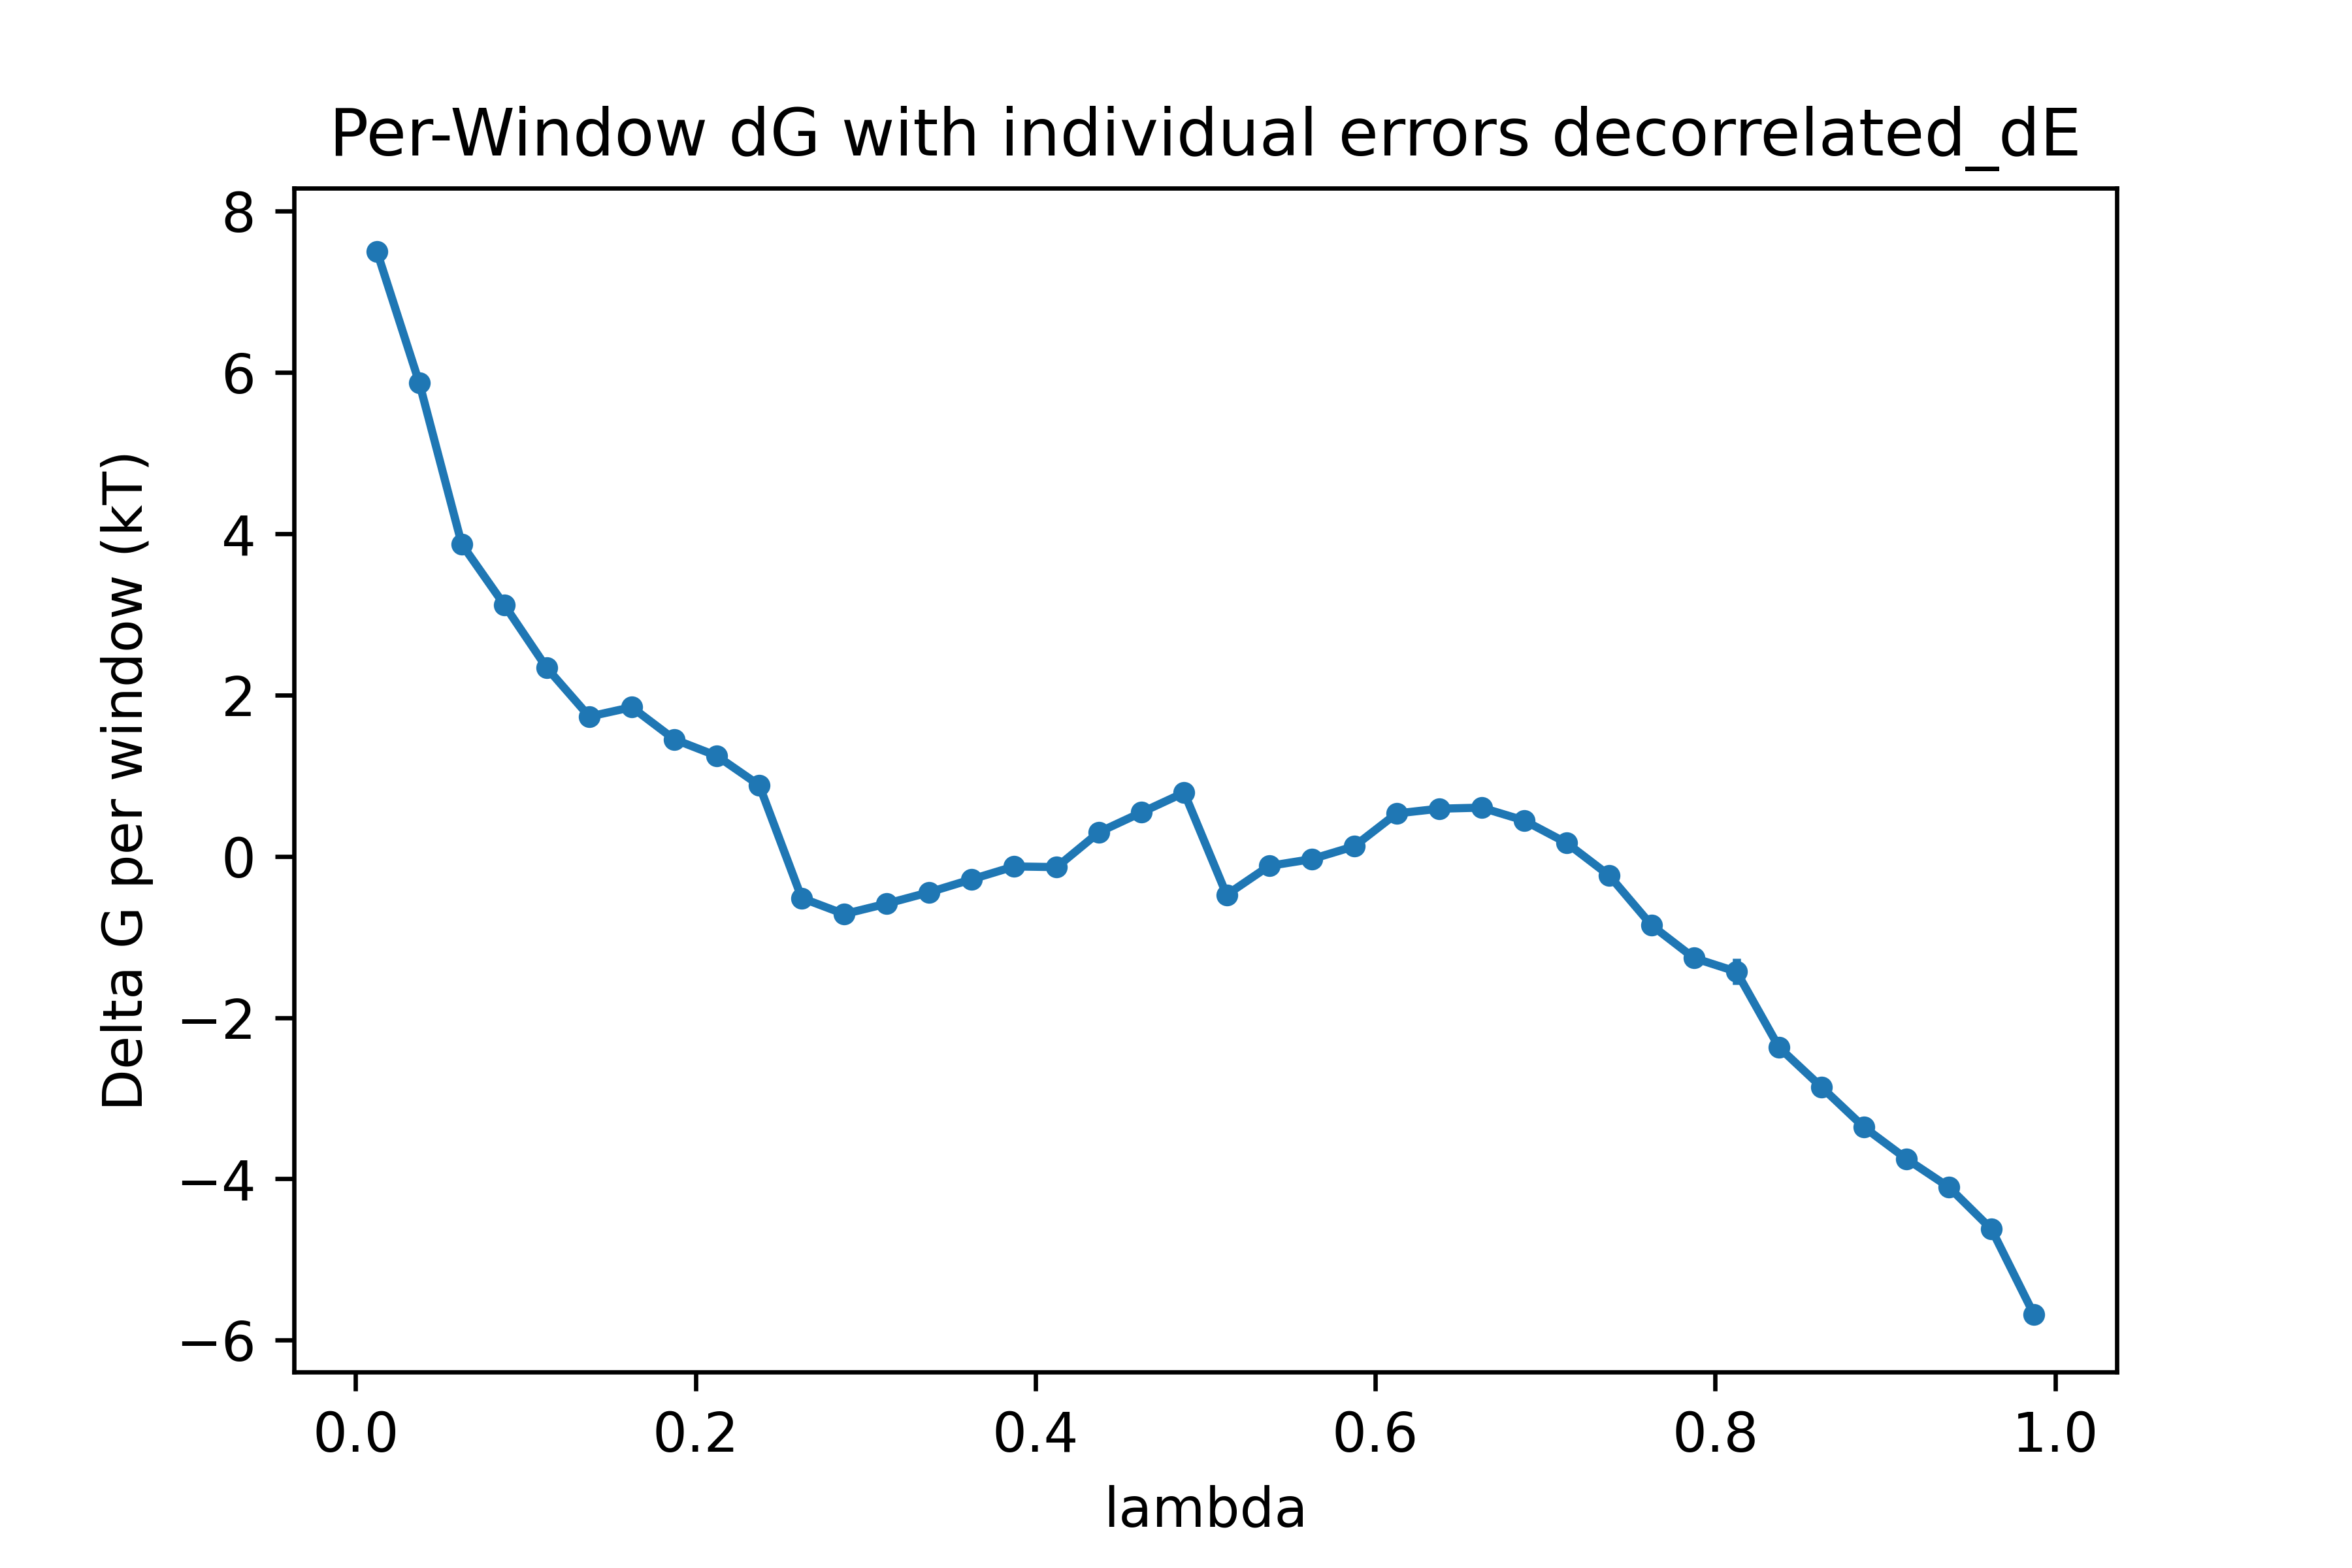 Per-Window dG with individual errors decorrelated_dE
8
6
4
2
0
−2
−4
−6
Delta G per window (kT)
0.0 0.2 0.4 0.6 0.8 1.0
lambda